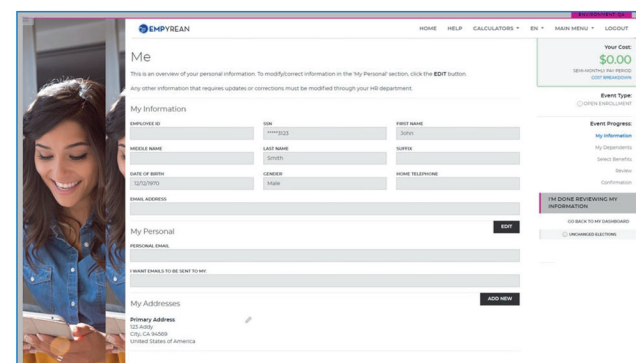 ENVIRONMENT: QA
EMPYREAN
HOME HELP CALCULATORS EN MAIN MENU LOGOUT
Me
This is an overview of your personal information. To modify/correct information in the 'My Personal' section, click the EDIT button.
Any other information that requires updates or corrections must be modified through your HR department.
My Information
EMPLOYEE ID SSN FIRST NAME
*****3123 John
MIDDLE NAME LAST NAME SUFFIX
Smith
DATE OF BIRTH GENDER HOME TELEPHONE
12/12/1970 Male
EMAIL ADDRESS
My Personal EDIT
PERSONAL EMAIL
I WANT EMAILS TO BE SENT TO MY:
My Addresses ADD NEW
Primary Address
123 Addy
City, CA 94569
United States of America
Your Cost:
$0.00
SEMI-MONTHLY PAY PERIOD
COST BREAKDOWN
Event Type:
OPEN ENROLLMENT
Event Progress:
My Information
My Dependents
Select Benefits
Review
Confirmation
I'M DONE REVIEWING MY
INFORMATION
GO BACK TO MY DASHBOARD
UNCHANGED ELECTIONS